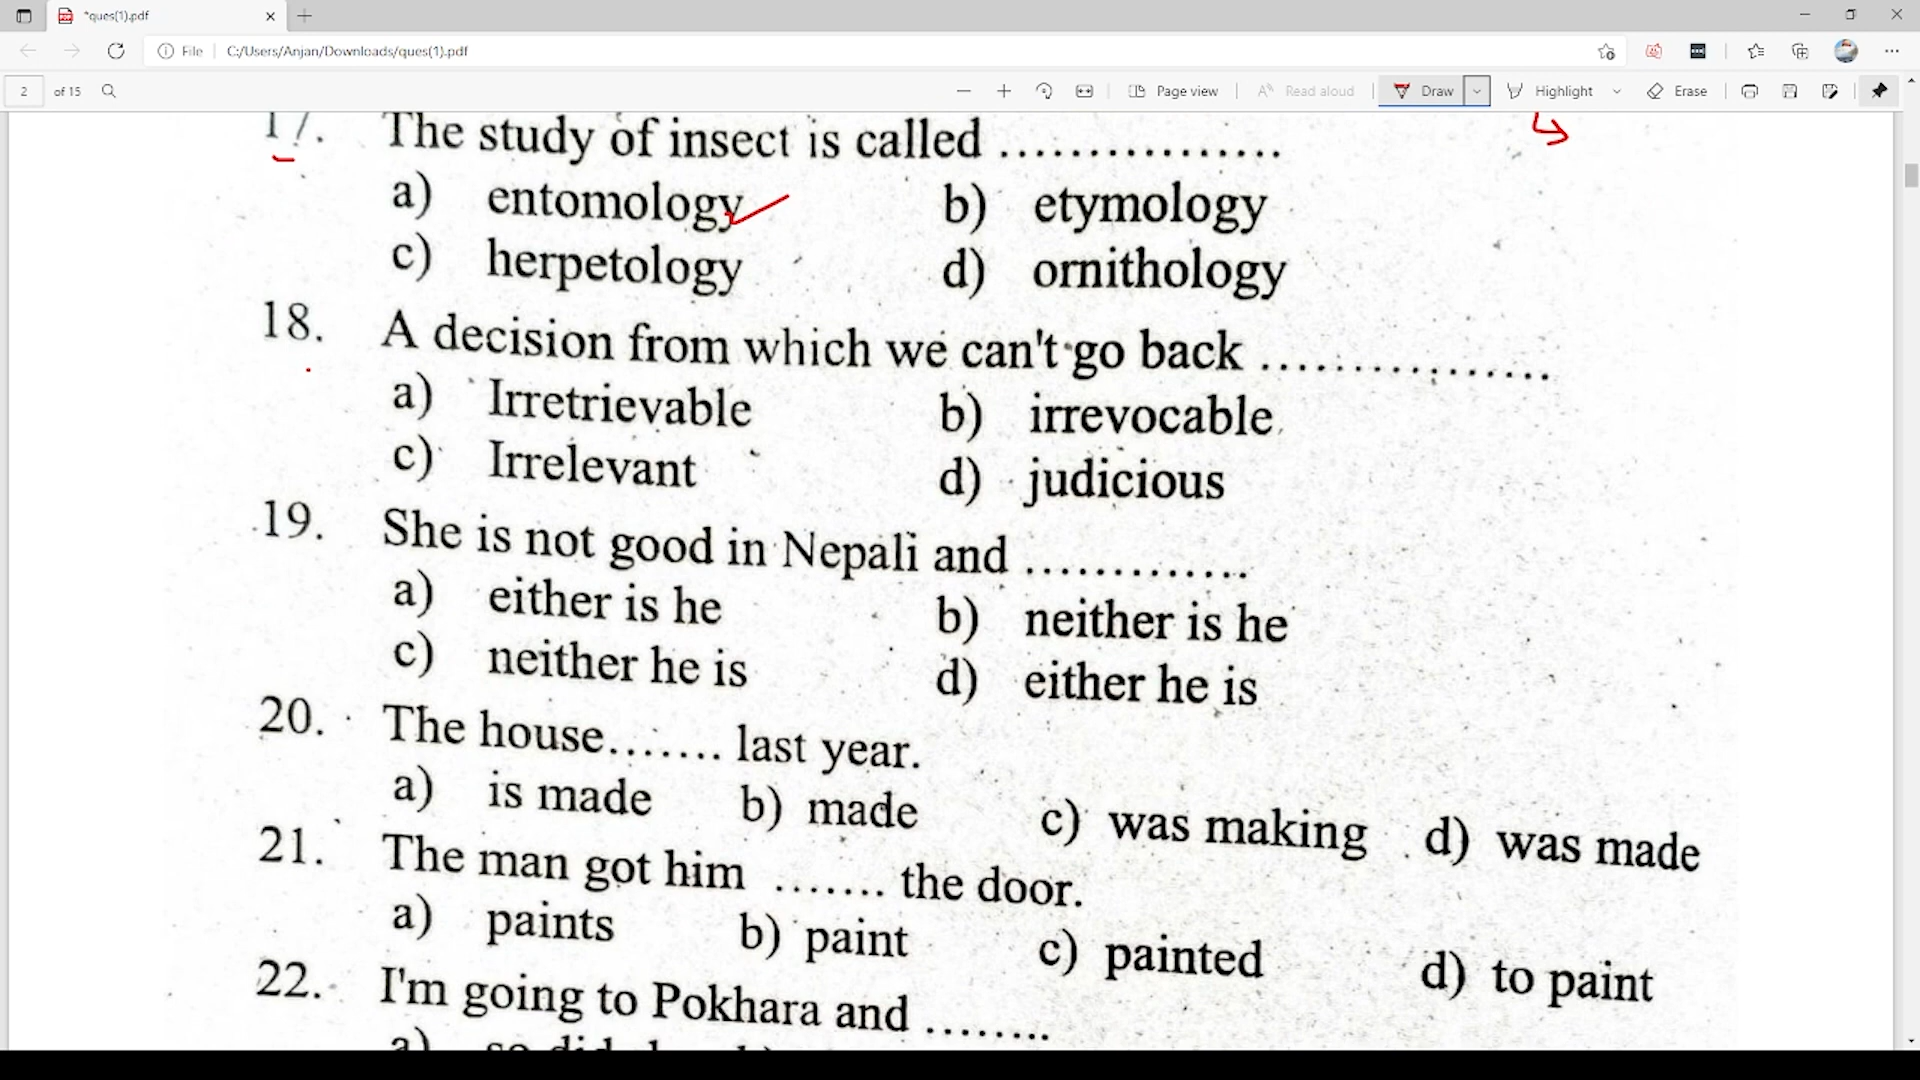 *ques(1).pdf
File C:/Users/Anjan/Downloads/ques(1).pdf
2 of 15 Page view Read aloud Draw Highlight Erase
17. The study of insect is called ................
a) entomology b) etymology
c) herpetology d) ornithology
18. A decision from which we can't go back ................
a) Irretrievable b) irrevocable
c) Irrelevant d) judicious
19. She is not good in Nepali and .............
a) either is he b) neither is he
c) neither he is d) either he is
20. The house....... last year.
a) is made b) made c) was making d) was made
21. The man got him ....... the door.
a) paints b) paint c) painted d) to paint
22. I'm going to Pokhara and ........
a) so did